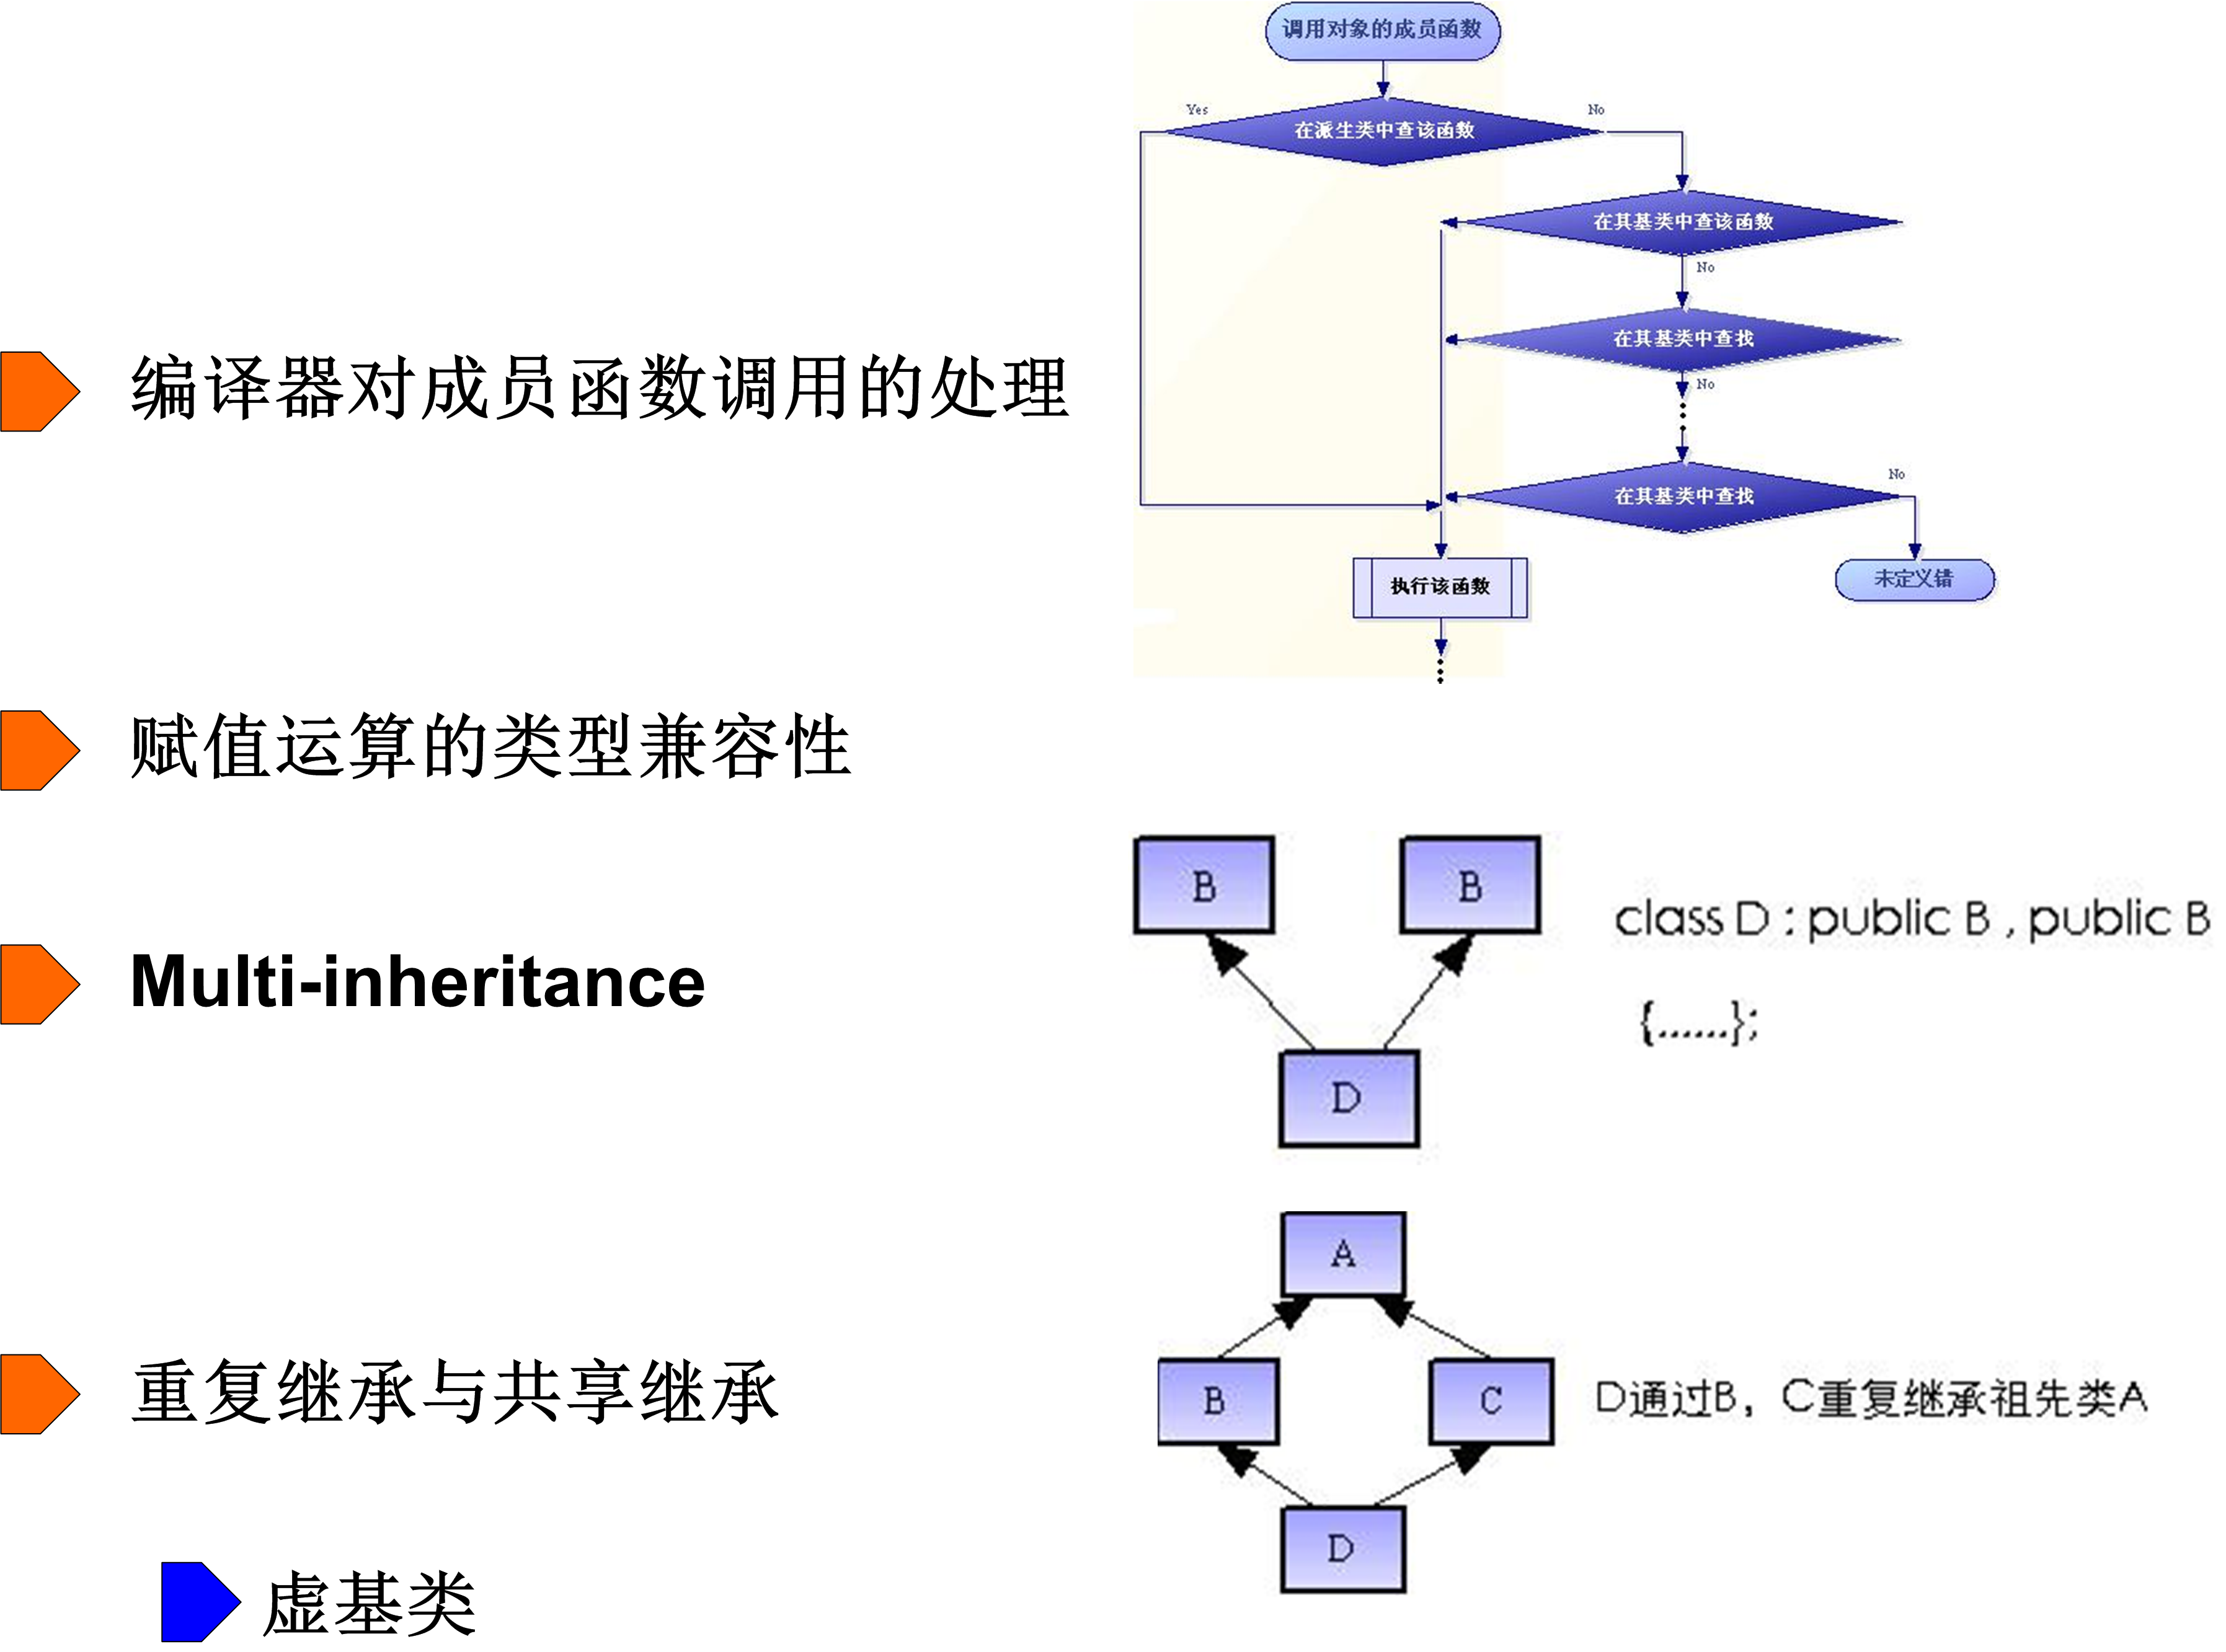 调用对象的成员函数
Yes
No
在派生类中查该函数
在其基类中查该函数
No
在其基类中查找
No
在其基类中查找
No
执行该函数
未定义错
编译器对成员函数调用的处理
赋值运算的类型兼容性
Multi-inheritance
B
B
class D : public B , public B
{......};
D
重复继承与共享继承
A
B
C
D通过B，C重复继承祖先类A
D
虚基类